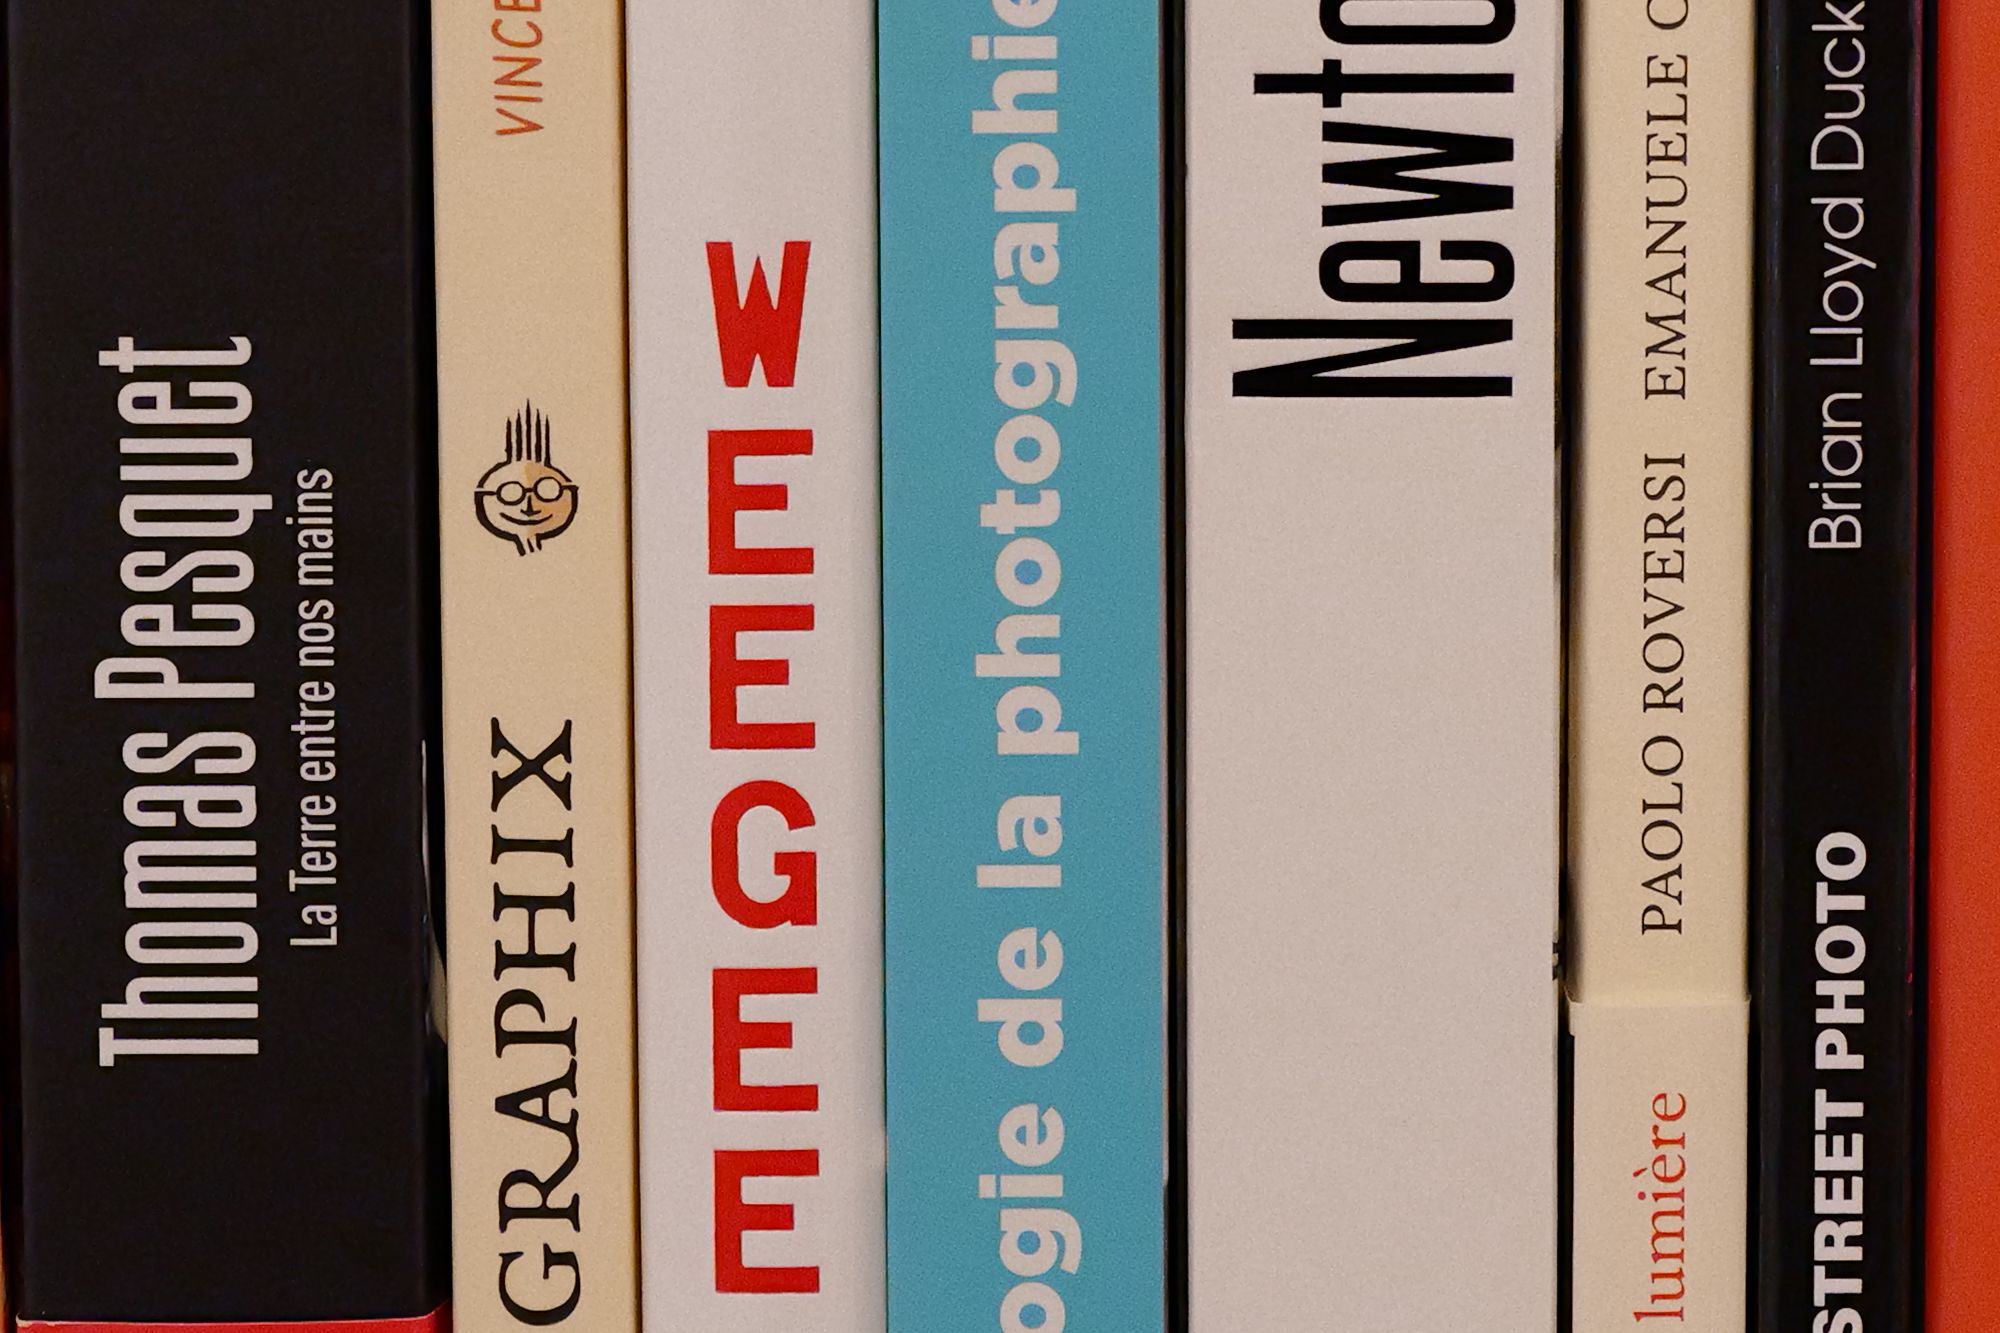 Thomas Pesquet
La Terre entre nos mains
GRAPHIX
VINCE
WEEGEE
ogie de la photographie
Newto
lumière
PAOLO ROVERSI EMANUELE C
STREET PHOTO
Brian Lloyd Duck